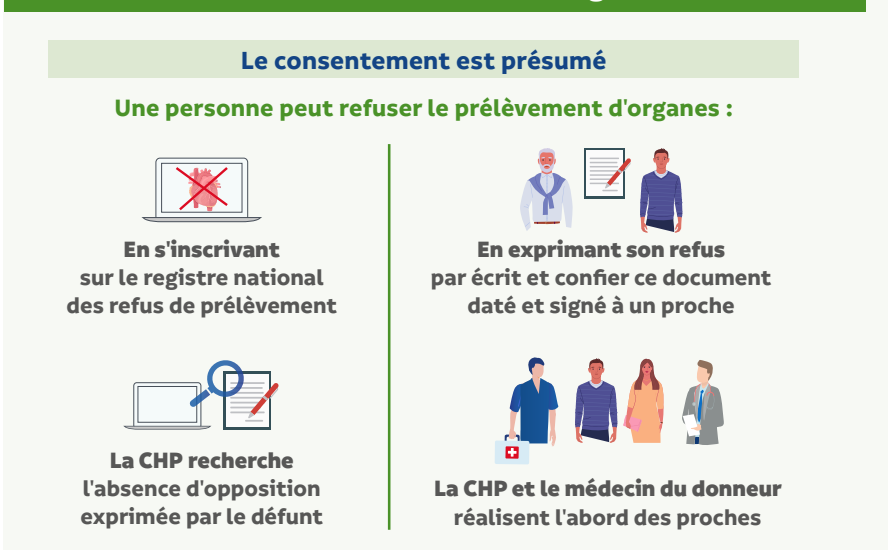 Le consentement est présumé
Une personne peut refuser le prélèvement d'organes :
En s'inscrivant
sur le registre national
des refus de prélèvement
En exprimant son refus
par écrit et confier ce document
daté et signé à un proche
La CHP recherche
l'absence d'opposition
exprimée par le défunt
La CHP et le médecin du donneur
réalisent l'abord des proches